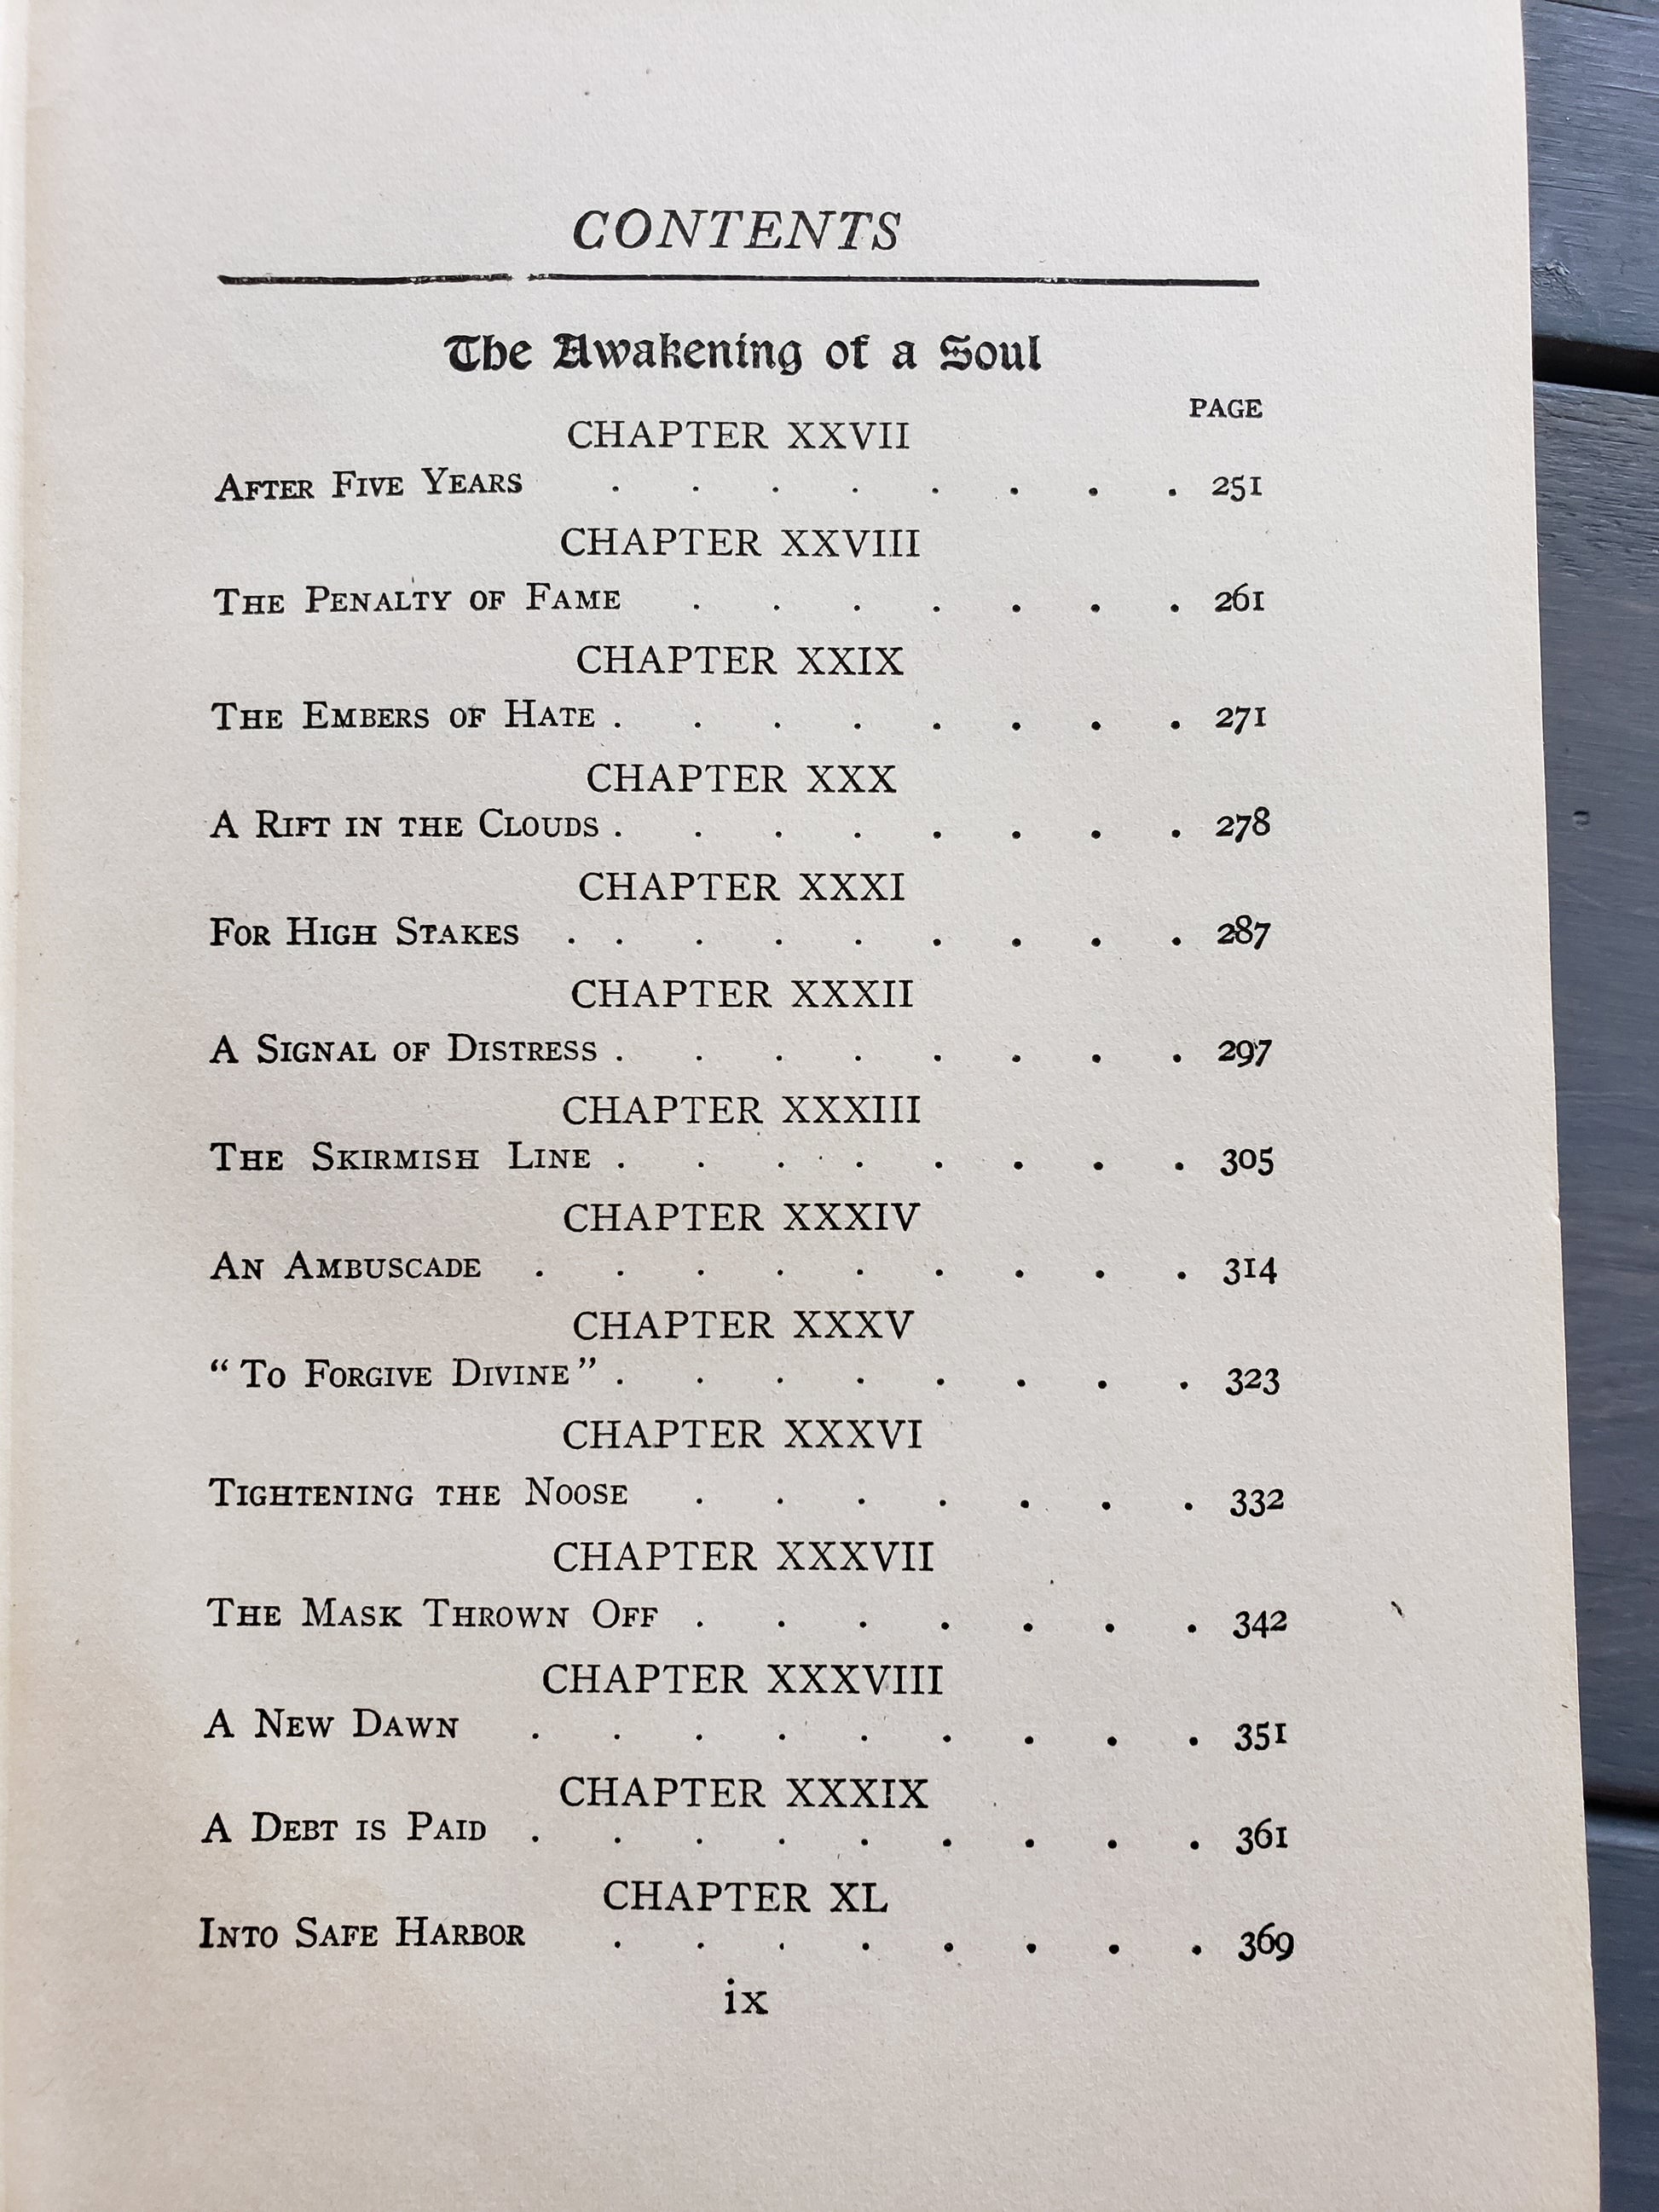 CONTENTS
The Awakening of a Soul
PAGE
CHAPTER XXVII
After Five Years . . . . . . . . 251
CHAPTER XXVIII
The Penalty of Fame . . . . . . . 261
CHAPTER XXIX
The Embers of Hate . . . . . . . . 271
CHAPTER XXX
A Rift in the Clouds . . . . . . . . 278
CHAPTER XXXI
For High Stakes . . . . . . . . . 287
CHAPTER XXXII
A Signal of Distress . . . . . . . . 297
CHAPTER XXXIII
The Skirmish Line . . . . . . . . 305
CHAPTER XXXIV
An Ambuscade . . . . . . . . . 314
CHAPTER XXXV
“To Forgive Divine” . . . . . . . . 323
CHAPTER XXXVI
Tightening the Noose . . . . . . . 332
CHAPTER XXXVII
The Mask Thrown Off . . . . . . . 342
CHAPTER XXXVIII
A New Dawn . . . . . . . . . 351
CHAPTER XXXIX
A Debt is Paid . . . . . . . . . 361
CHAPTER XL
Into Safe Harbor . . . . . . . . 369
ix